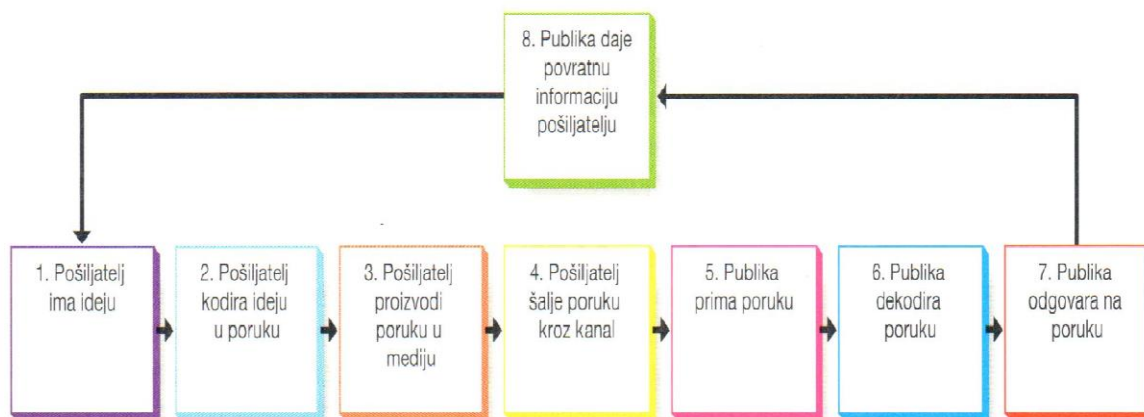 8. Publika daje
povratnu
informaciju
pošiljatelju
1. Pošiljatelj
ima ideju
2. Pošiljatelj
kodira ideju
u poruku
3. Pošiljatelj
proizvodi
poruku u
mediju
4. Pošiljatelj
šalje poruku
kroz kanal
5. Publika
prima poruku
6. Publika
dekodira
poruku
7. Publika
odgovara na
poruku